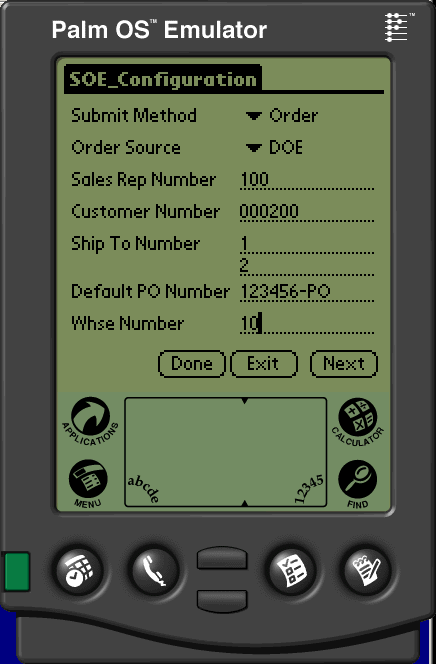 Palm OS™ Emulator
SOE_Configuration
Submit Method Order
Order Source DOE
Sales Rep Number 100
Customer Number 000200
Ship To Number 1
2
Default PO Number 123456-PO
Whse Number 10
Done Exit Next
APPLICATIONS CALCULATOR
abcde 12345
MENU FIND